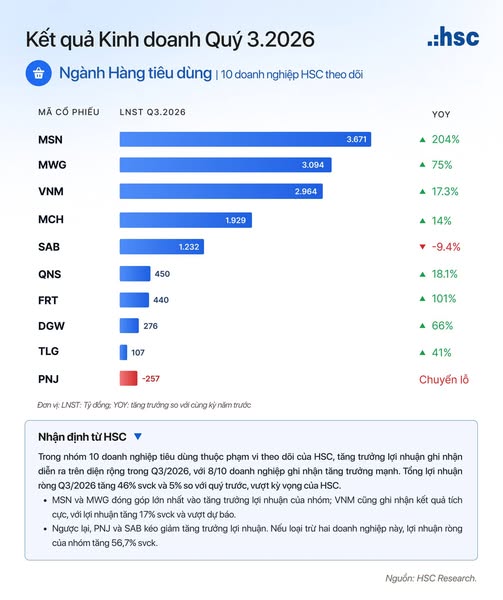 Kết quả Kinh doanh Quý 3.2026
.:hsc
Ngành Hàng tiêu dùng | 10 doanh nghiệp HSC theo dõi
MÃ CỔ PHIẾU LNST Q3.2026 YOY
MSN 3.671 ▲ 204%
MWG 3.094 ▲ 75%
VNM 2.964 ▲ 17.3%
MCH 1.929 ▲ 14%
SAB 1.232 ▼ -9.4%
QNS 450 ▲ 18.1%
FRT 440 ▲ 101%
DGW 276 ▲ 66%
TLG 107 ▲ 41%
PNJ -257 Chuyển lỗ
Đơn vị: LNST: Tỷ đồng; YOY: tăng trưởng so với cùng kỳ năm trước
Nhận định từ HSC ▼
Trong nhóm 10 doanh nghiệp tiêu dùng thuộc phạm vi theo dõi của HSC, tăng trưởng lợi nhuận ghi nhận
diễn ra trên diện rộng trong Q3/2026, với 8/10 doanh nghiệp ghi nhận tăng trưởng mạnh. Tổng lợi nhuận
ròng Q3/2026 tăng 46% svck và 5% so với quý trước, vượt kỳ vọng của HSC.
• MSN và MWG đóng góp lớn nhất vào tăng trưởng lợi nhuận của nhóm; VNM cũng ghi nhận kết quả tích
cực, với lợi nhuận tăng 17% svck và vượt dự báo.
• Ngược lại, PNJ và SAB kéo giảm tăng trưởng lợi nhuận. Nếu loại trừ hai doanh nghiệp này, lợi nhuận ròng
của nhóm tăng 56,7% svck.
Nguồn: HSC Research.